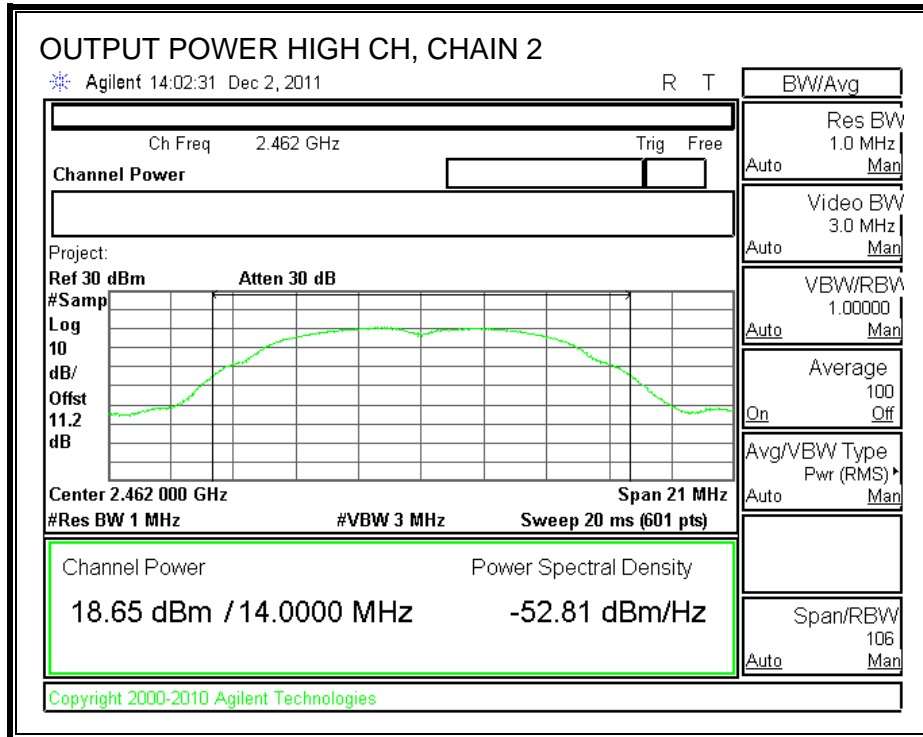 OUTPUT POWER HIGH CH, CHAIN 2
Agilent 14:02:31 Dec 2, 2011 R T
Ch Freq 2.462 GHz Trig Free
Channel Power
Project:
Ref 30 dBm Atten 30 dB
#Samp
Log
10
dB/
Offst
11.2
dB
Center 2.462 000 GHz Span 21 MHz
#Res BW 1 MHz #VBW 3 MHz Sweep 20 ms (601 pts)
Channel Power Power Spectral Density
18.65 dBm / 14.0000 MHz -52.81 dBm/Hz
Copyright 2000-2010 Agilent Technologies
BW/Avg
Res BW
1.0 MHz
Auto Man
Video BW
3.0 MHz
Auto Man
VBW/RBW
1.00000
Auto Man
Average
100
On Off
Avg/VBW Type
Pwr (RMS)
Auto Man
Span/RBW
106
Auto Man